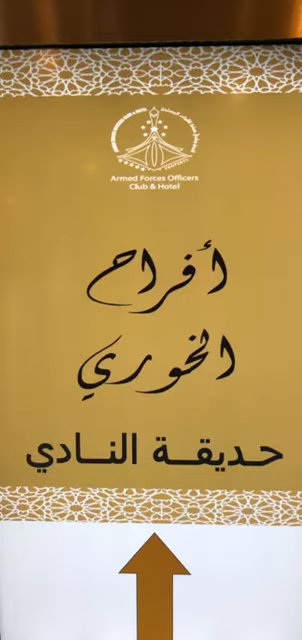 Armed Forces Officers
Club & Hotel
أفراح
الخوري
حديقة النادي